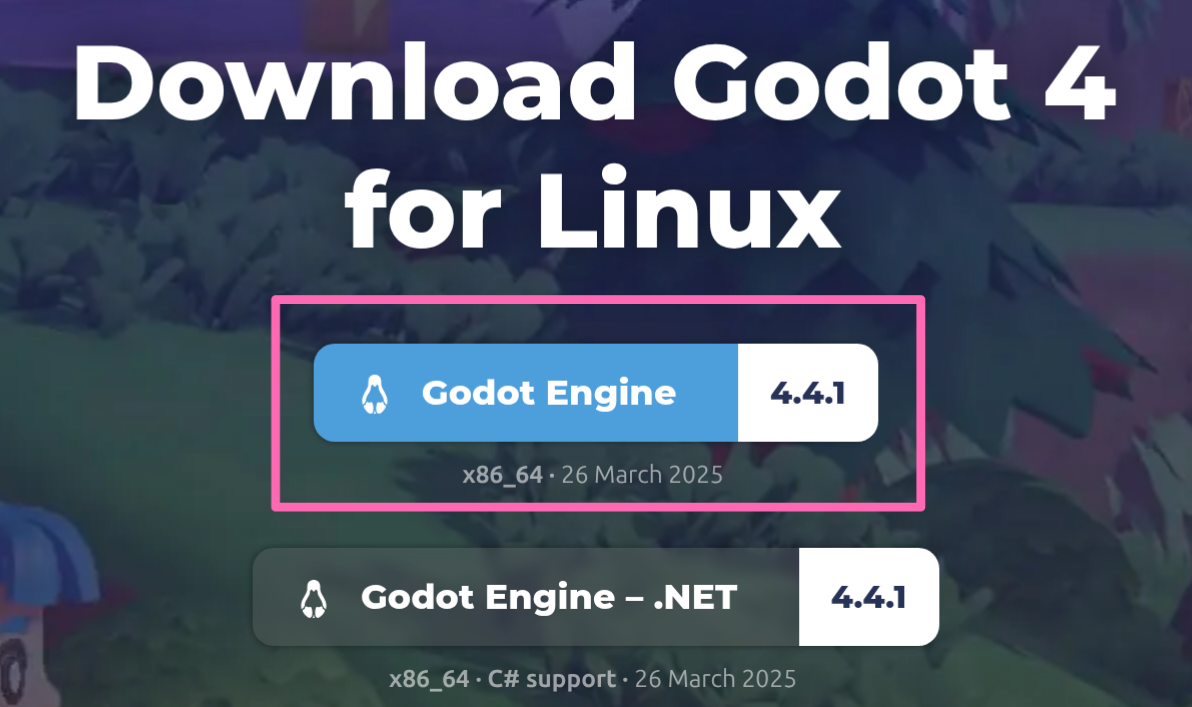 Download Godot 4
for Linux
Godot Engine 4.4.1
x86_64 · 26 March 2025
Godot Engine – .NET 4.4.1
x86_64 · C# support · 26 March 2025